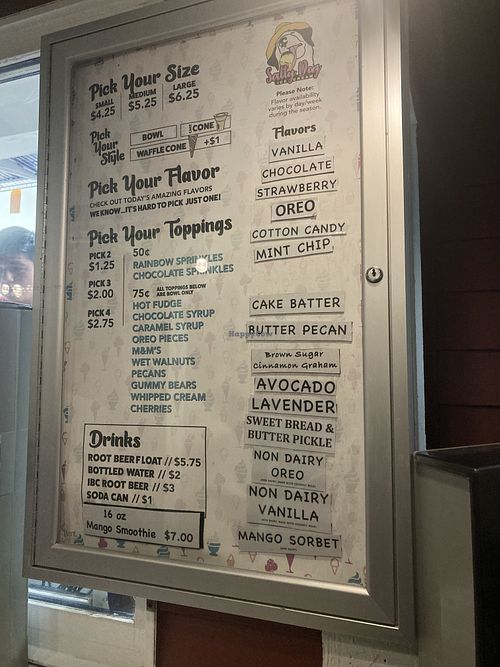 Pick Your Size
SMALL MEDIUM LARGE
$4.25 $5.25 $6.25
Pick Your Style
BOWL CONE
WAFFLE CONE +$1
Pick Your Flavor
CHECK OUT TODAY'S AMAZING FLAVORS
WE KNOW...IT'S HARD TO PICK JUST ONE!
Pick Your Toppings
PICK 2
$1.25
PICK 3
$2.00
PICK 4
$2.75
50¢
RAINBOW SPRINKLES
CHOCOLATE SPRINKLES
75¢ ALL TOPPINGS BELOW ARE BOWL ONLY
HOT FUDGE
CHOCOLATE SYRUP
CARAMEL SYRUP
OREO PIECES
M&M'S
WET WALNUTS
PECANS
GUMMY BEARS
WHIPPED CREAM
CHERRIES
Drinks
ROOT BEER FLOAT // $5.75
BOTTLED WATER // $2
IBC ROOT BEER // $3
SODA CAN // $1
16 oz
Mango Smoothie $7.00
Salty Dog
Please Note:
Flavor availability
varies by day/week
during the season.
Flavors
VANILLA
CHOCOLATE
STRAWBERRY
OREO
COTTON CANDY
MINT CHIP
CAKE BATTER
BUTTER PECAN
Brown Sugar
Cinnamon Graham
AVOCADO
LAVENDER
SWEET BREAD &
BUTTER PICKLE
NON DAIRY
OREO
NON DAIRY
VANILLA
MANGO SORBET
HappyCow